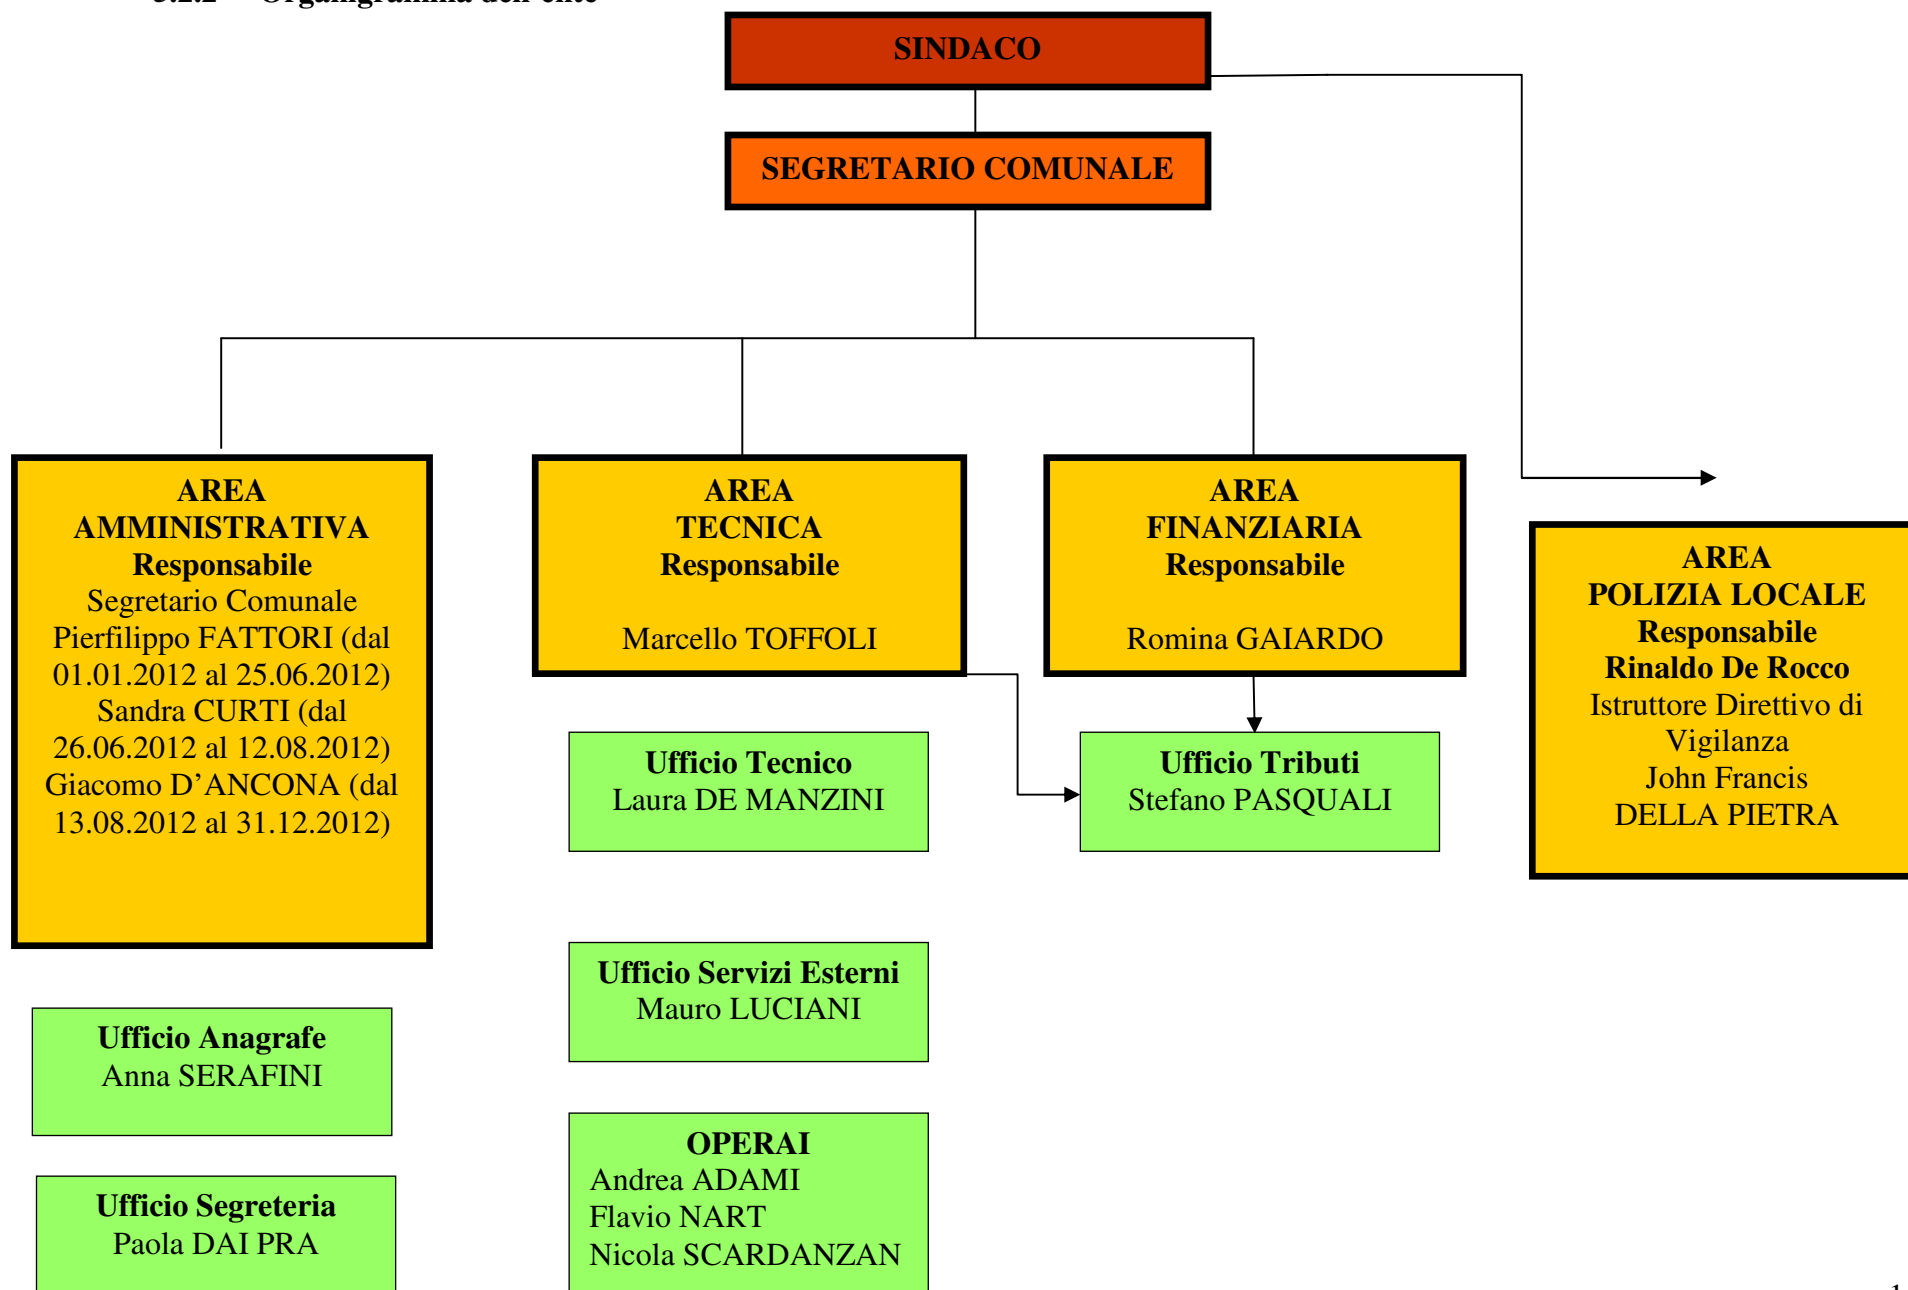 SINDACO
SEGRETARIO COMUNALE
AREA
AMMINISTRATIVA
Responsabile
Segretario Comunale
Pierfilippo FATTORI (dal
01.01.2012 al 25.06.2012)
Sandra CURTI (dal
26.06.2012 al 12.08.2012)
Giacomo D’ANCONA (dal
13.08.2012 al 31.12.2012)
AREA
TECNICA
Responsabile
Marcello TOFFOLI
AREA
FINANZIARIA
Responsabile
Romina GAIARDO
AREA
POLIZIA LOCALE
Responsabile
Rinaldo De Rocco
Istruttore Direttivo di
Vigilanza
John Francis
DELLA PIETRA
Ufficio Tecnico
Laura DE MANZINI
Ufficio Tributi
Stefano PASQUALI
Ufficio Servizi Esterni
Mauro LUCIANI
Ufficio Anagrafe
Anna SERAFINI
OPERAI
Andrea ADAMI
Flavio NART
Nicola SCARDANZAN
Ufficio Segreteria
Paola DAI PRA